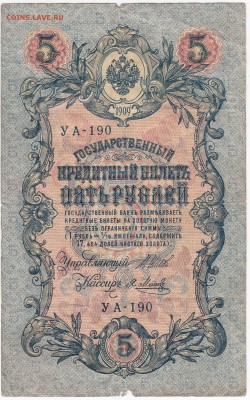 COINS.LAVE.RU
5 5
1909
УА-190
ГОСУДАРСТВЕННЫЙ
КРЕДИТНЫЙ БИЛЕТЪ
ПЯТЬ РУБЛЕЙ
ГОСУДАРСТВЕННЫЙ БАНКЪ РАЗМѢНИВАЕТЪ
КРЕДИТНЫЕ БИЛЕТЫ НА ЗОЛОТУЮ МОНЕТУ
БЕЗЪ ОГРАНИЧЕНІЯ СУММЫ
(1 РУБЛЬ = 1/15 ИМПЕРІАЛА, СОДЕРЖИТЪ
17,424 ДОЛЕЙ ЧИСТАГО ЗОЛОТА)
Управляющій
Кассиръ
УА-190
5